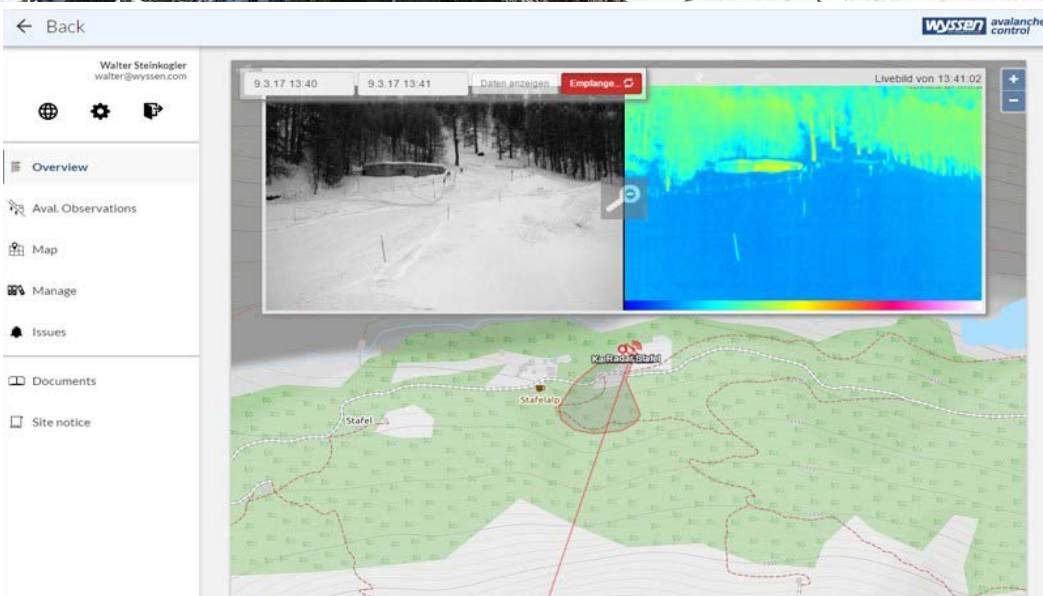 Back
wyssen avalanche
control
Walter Steinkogler
walter@wyssen.com
Overview
Aval. Observations
Map
Manage
Issues
Documents
Site notice
9.3.17 13:40
9.3.17 13:41
Daten anzeigen
Empfange...
Livebild von 13:41:02
+
-
Radar Stafel
Stafelalp
Stafel